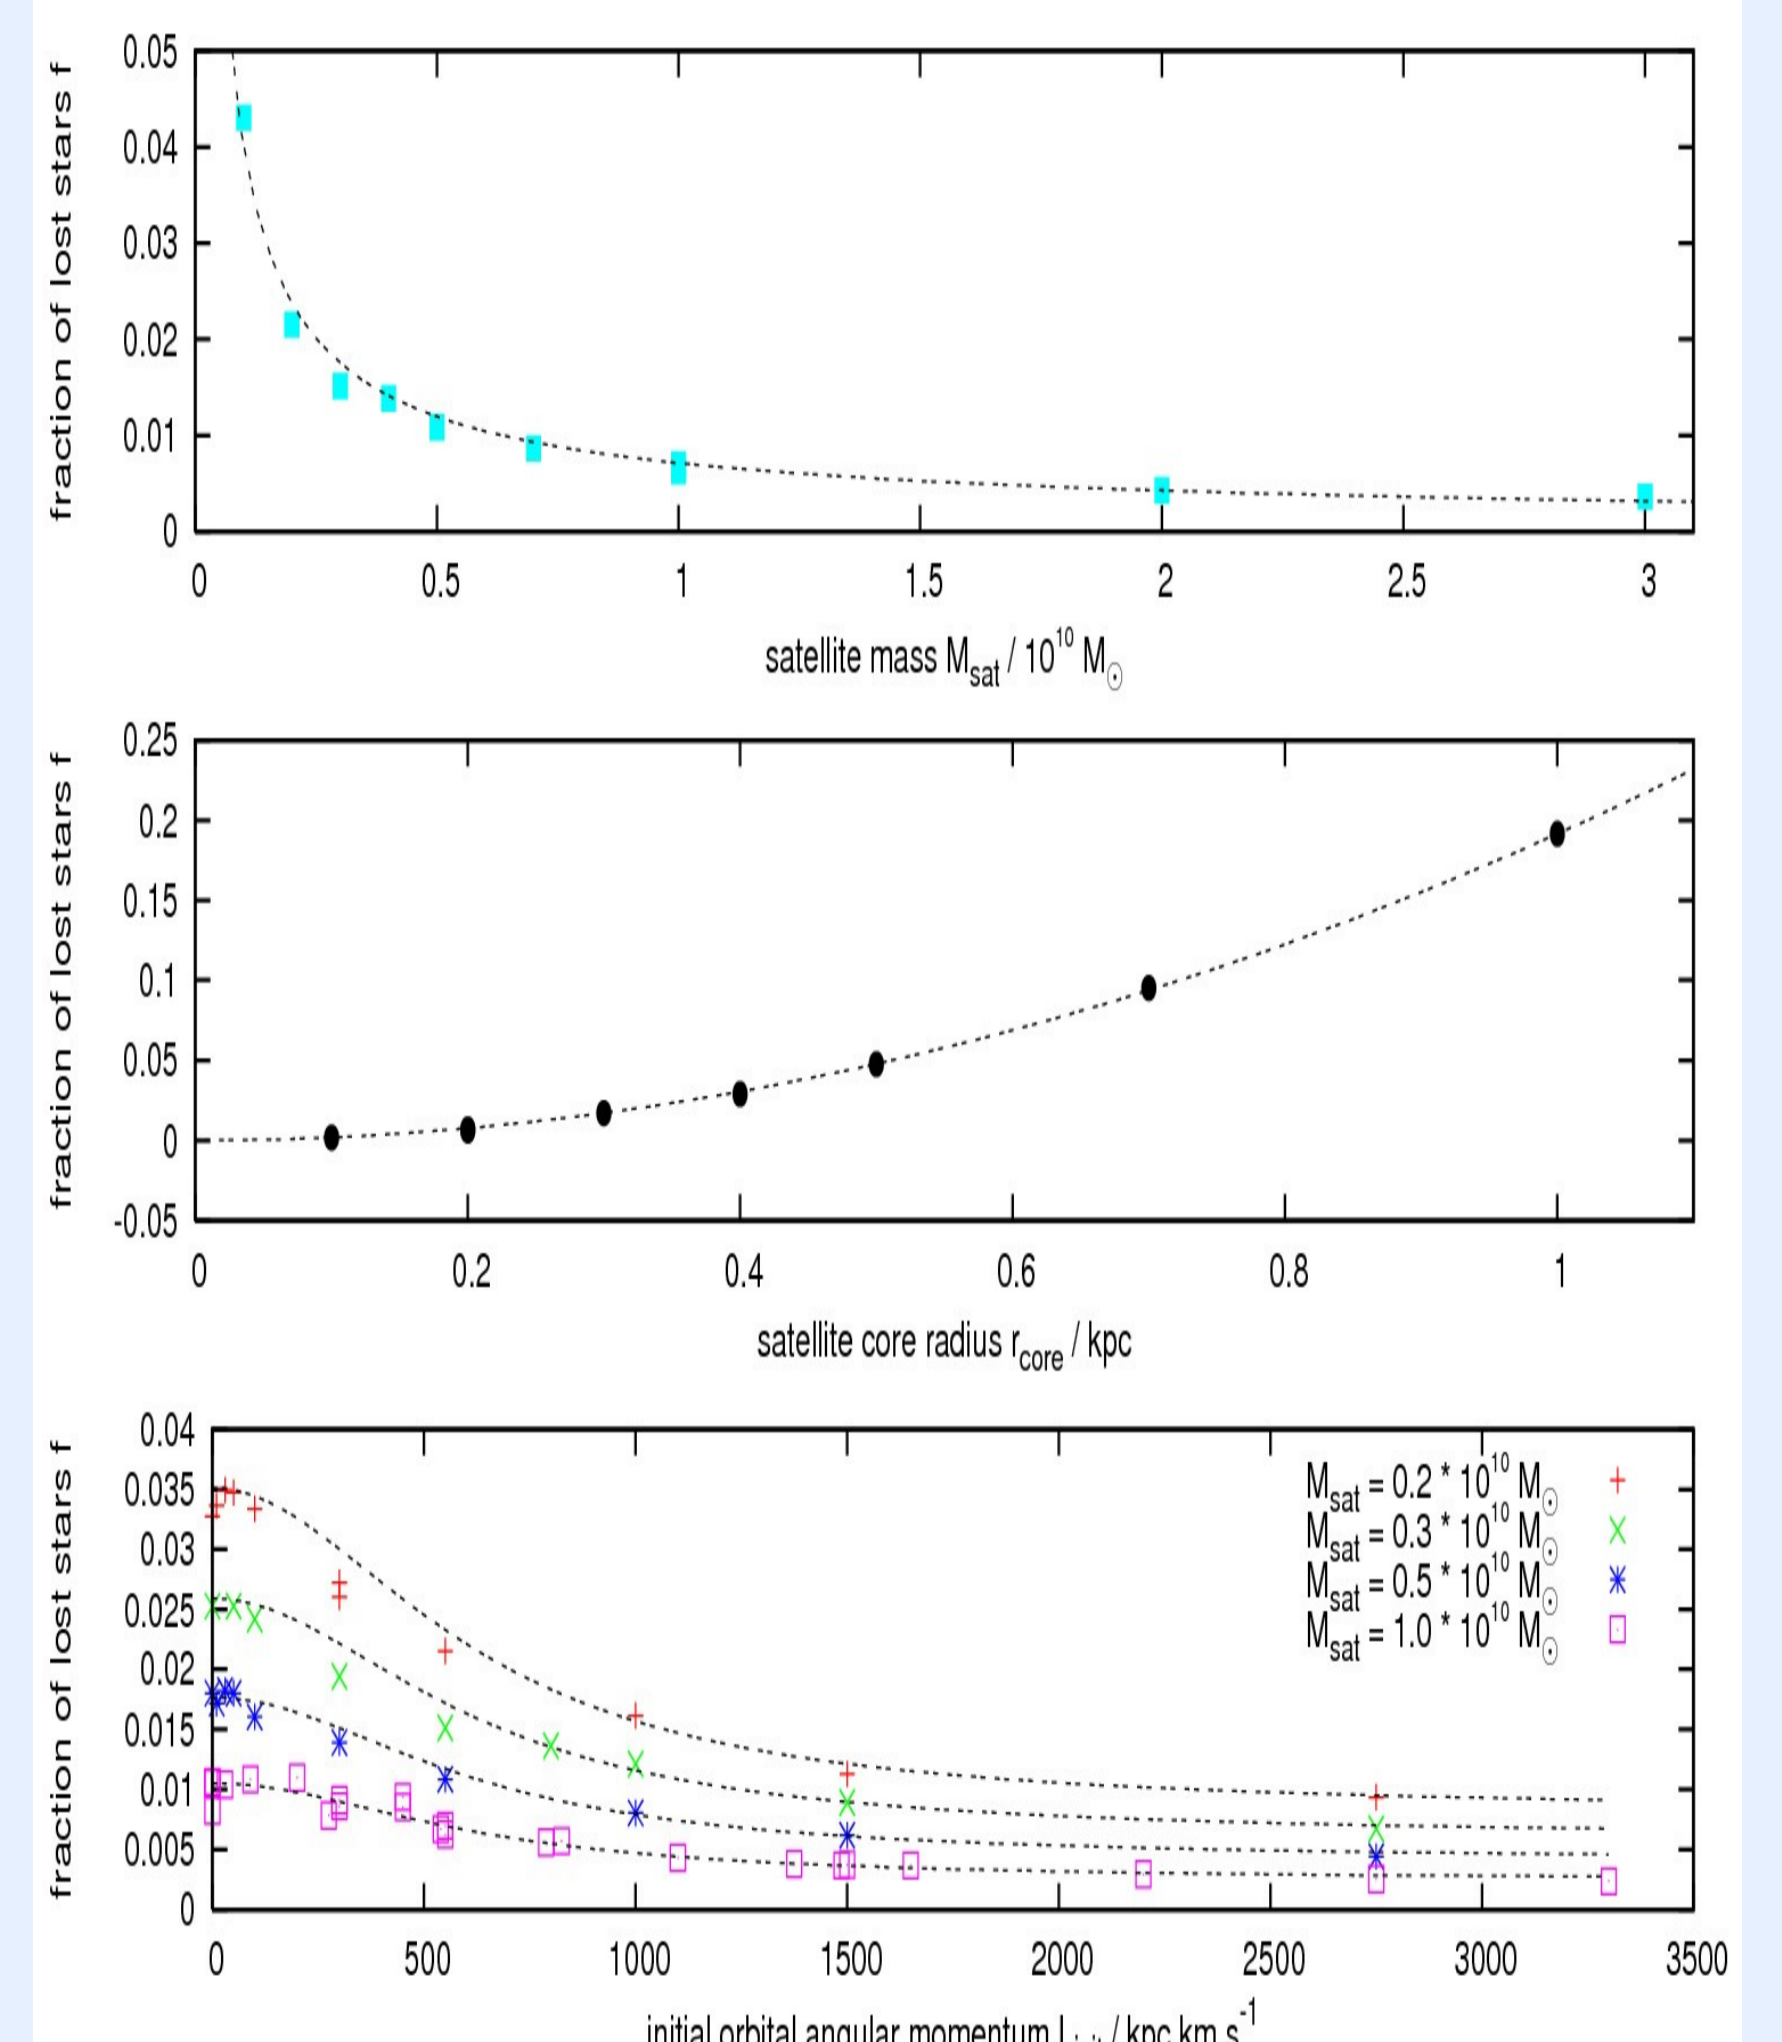 fraction of lost stars f
0.05
0.04
0.03
0.02
0.01
0
0 0.5 1 1.5 2 2.5 3
satellite mass M_sat / 10^10 M_⊙
fraction of lost stars f
0.25
0.2
0.15
0.1
0.05
0
-0.05
0 0.2 0.4 0.6 0.8 1
satellite core radius r_core / kpc
fraction of lost stars f
0.04
0.035
0.03
0.025
0.02
0.015
0.01
0.005
0
M_sat = 0.2 * 10^10 M_⊙
M_sat = 0.3 * 10^10 M_⊙
M_sat = 0.5 * 10^10 M_⊙
M_sat = 1.0 * 10^10 M_⊙
0 500 1000 1500 2000 2500 3000 3500
initial orbital angular momentum L / kpc km s^-1